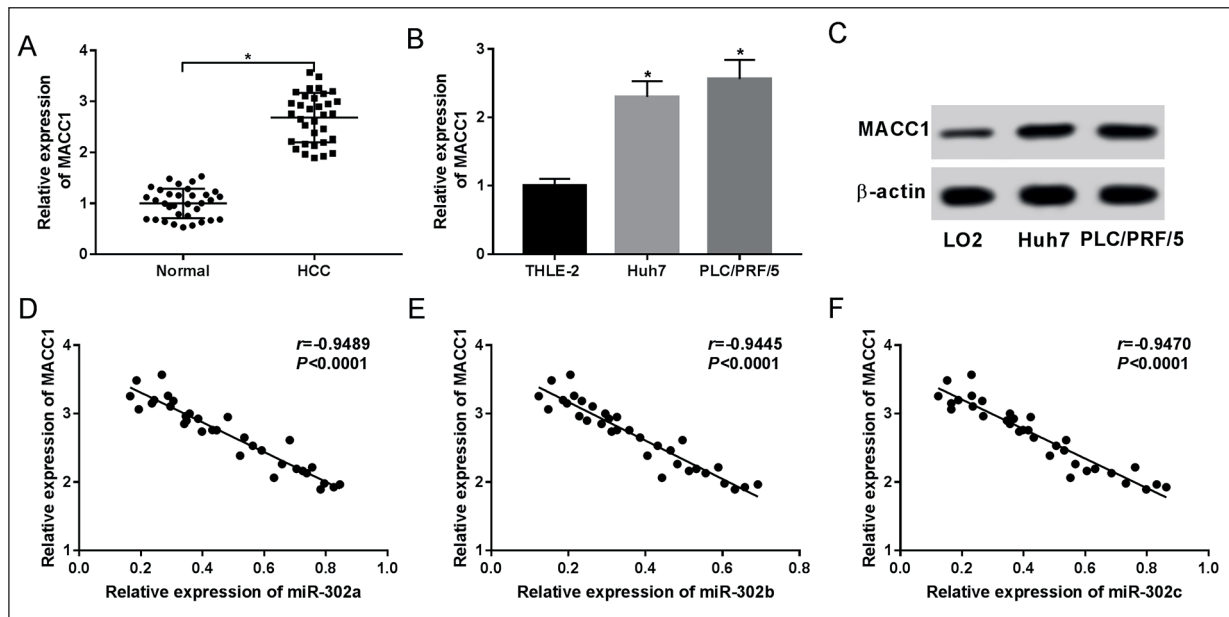 A
Relative expression
of MACC1
4
3
2
1
0
*
Normal
HCC
B
Relative expression
of MACC1
3
2
1
0
*
*
THLE-2
Huh7
PLC/PRF/5
C
MACC1
β-actin
LO2
Huh7
PLC/PRF/5
D
Relative expression of MACC1
4
3
2
1
r=-0.9489
P<0.0001
0.0
0.2
0.4
0.6
0.8
1.0
Relative expression of miR-302a
E
Relative expression of MACC1
4
3
2
1
r=-0.9445
P<0.0001
0.0
0.2
0.4
0.6
0.8
Relative expression of miR-302b
F
Relative expression of MACC1
4
3
2
1
r=-0.9470
P<0.0001
0.0
0.2
0.4
0.6
0.8
1.0
Relative expression of miR-302c